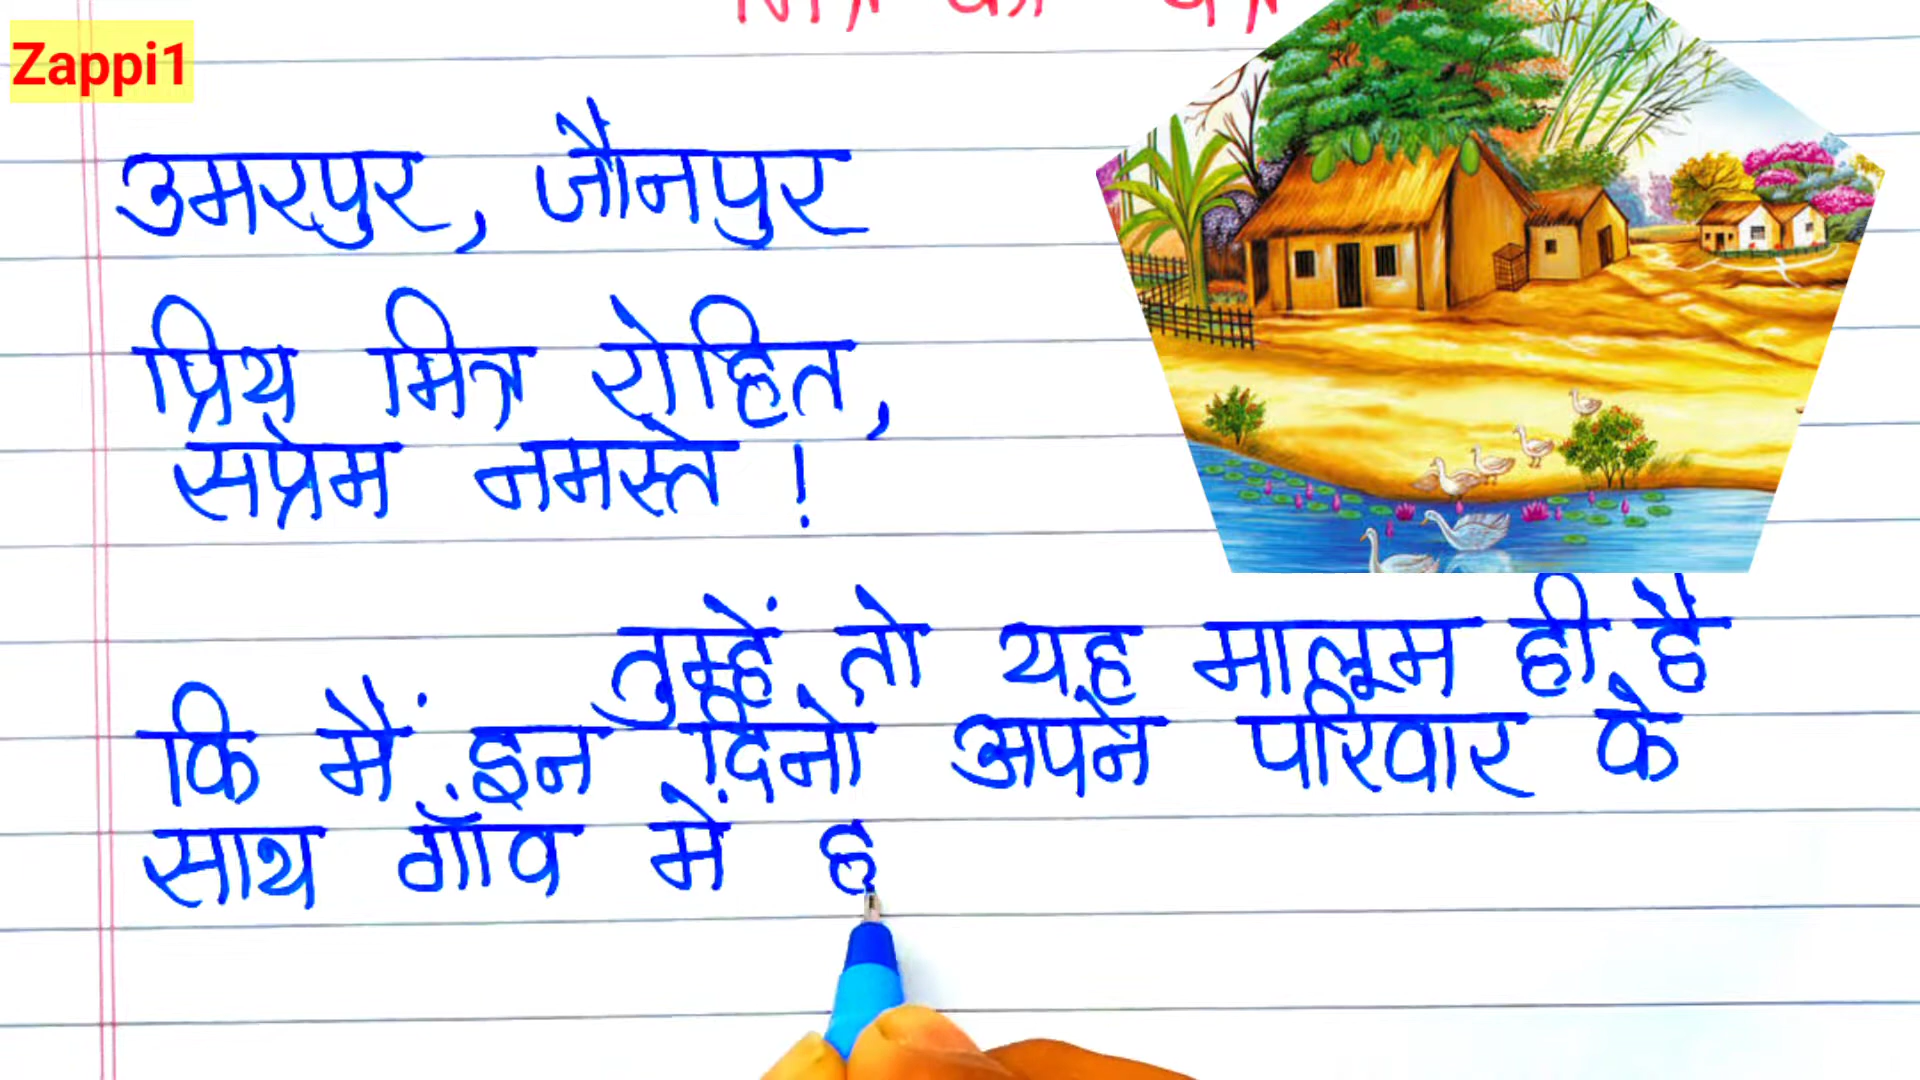 Zappi1
उमरपुर, जौनपुर
प्रिय मित्र रोहित,
सप्रेम नमस्ते !
तुम्हें तो यह मालूम ही है
कि मैं इन दिनों अपने परिवार के
साथ गाँव में ह